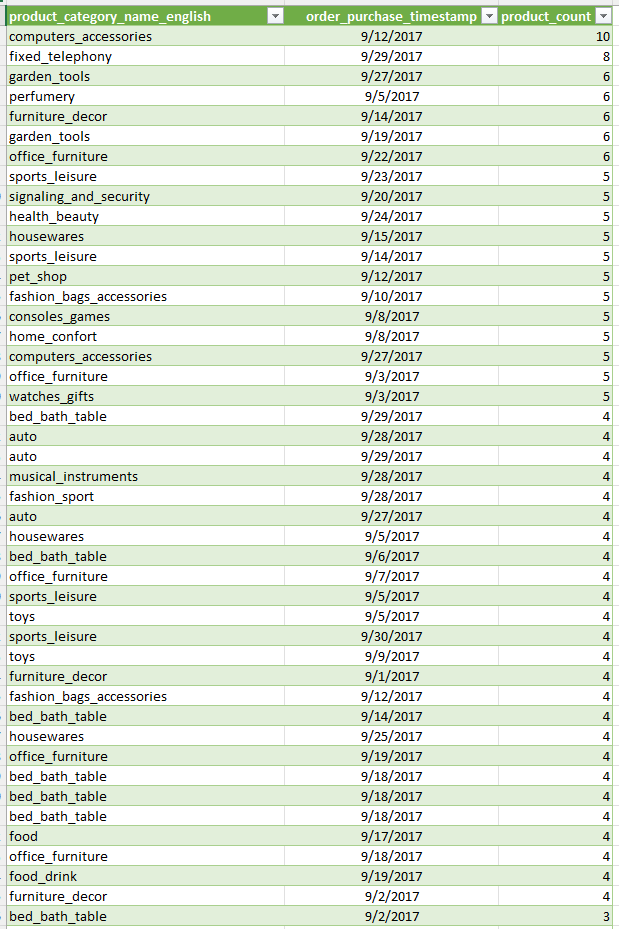 product_category_name_english order_purchase_timestamp product_count
computers_accessories 9/12/2017 10
fixed_telephony 9/29/2017 8
garden_tools 9/27/2017 6
perfumery 9/5/2017 6
furniture_decor 9/14/2017 6
garden_tools 9/19/2017 6
office_furniture 9/22/2017 6
sports_leisure 9/23/2017 5
signaling_and_security 9/20/2017 5
health_beauty 9/24/2017 5
housewares 9/15/2017 5
sports_leisure 9/14/2017 5
pet_shop 9/12/2017 5
fashion_bags_accessories 9/10/2017 5
consoles_games 9/8/2017 5
home_confort 9/8/2017 5
computers_accessories 9/27/2017 5
office_furniture 9/3/2017 5
watches_gifts 9/3/2017 5
bed_bath_table 9/29/2017 4
auto 9/28/2017 4
auto 9/29/2017 4
musical_instruments 9/28/2017 4
fashion_sport 9/28/2017 4
auto 9/27/2017 4
housewares 9/5/2017 4
bed_bath_table 9/6/2017 4
office_furniture 9/7/2017 4
sports_leisure 9/5/2017 4
toys 9/5/2017 4
sports_leisure 9/30/2017 4
toys 9/9/2017 4
furniture_decor 9/1/2017 4
fashion_bags_accessories 9/12/2017 4
bed_bath_table 9/14/2017 4
housewares 9/25/2017 4
office_furniture 9/19/2017 4
bed_bath_table 9/18/2017 4
bed_bath_table 9/18/2017 4
bed_bath_table 9/18/2017 4
food 9/17/2017 4
office_furniture 9/18/2017 4
food_drink 9/19/2017 4
furniture_decor 9/2/2017 4
bed_bath_table 9/2/2017 3